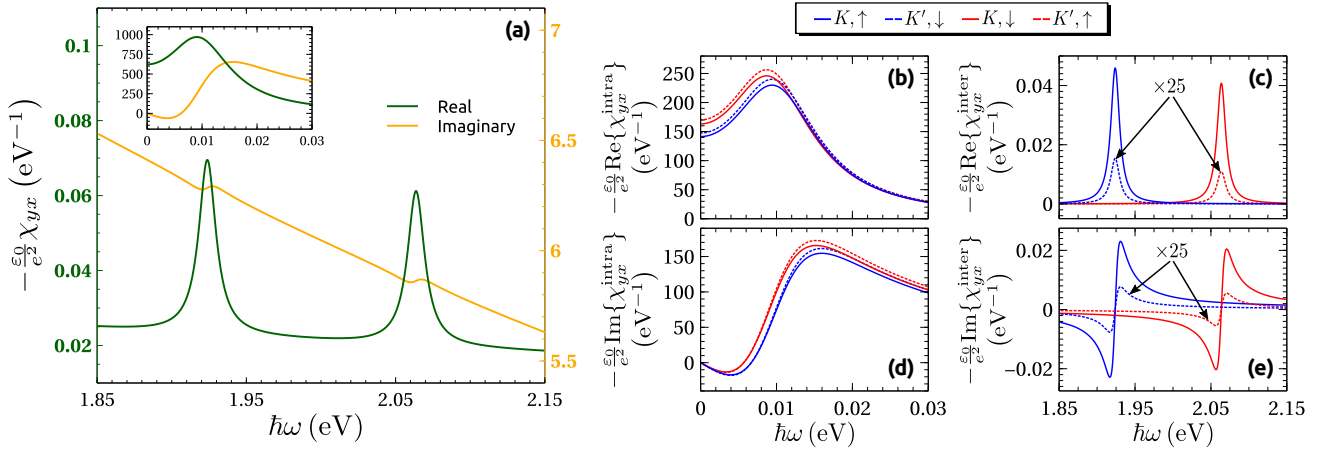 K, ↑ K′, ↓ K, ↓ K′, ↑
(a)
−ε₀/e² χyx (eV⁻¹)
0.1
0.08
0.06
0.04
0.02
7
6.5
6
5.5
1000
750
500
250
0
0 0.01 0.02 0.03
Real
Imaginary
1.85 1.95 2.05 2.15
ħω (eV)
(b)
−ε₀/e² Re{χyx^intra}
(eV⁻¹)
250
200
150
100
50
0
(c)
−ε₀/e² Re{χyx^inter}
(eV⁻¹)
0.04
0.02
0
×25
(d)
−ε₀/e² Im{χyx^intra}
(eV⁻¹)
150
100
50
0
0 0.01 0.02 0.03
ħω (eV)
(e)
−ε₀/e² Im{χyx^inter}
(eV⁻¹)
0.02
0
−0.02
×25
1.85 1.95 2.05 2.15
ħω (eV)